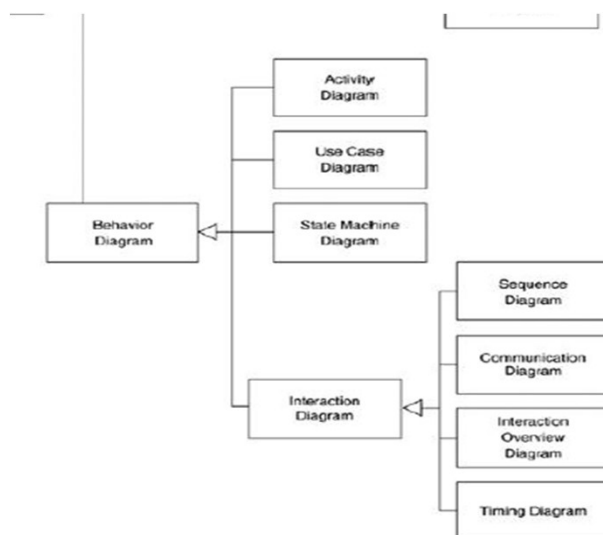 Activity
Diagram
Use Case
Diagram
Behavior
Diagram
State Machine
Diagram
Sequence
Diagram
Communication
Diagram
Interaction
Diagram
Interaction
Overview
Diagram
Timing Diagram